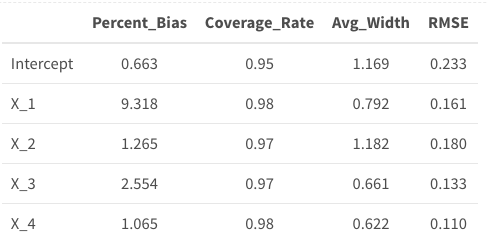 Percent_Bias Coverage_Rate Avg_Width RMSE
Intercept 0.663 0.95 1.169 0.233
X_1 9.318 0.98 0.792 0.161
X_2 1.265 0.97 1.182 0.180
X_3 2.554 0.97 0.661 0.133
X_4 1.065 0.98 0.622 0.110